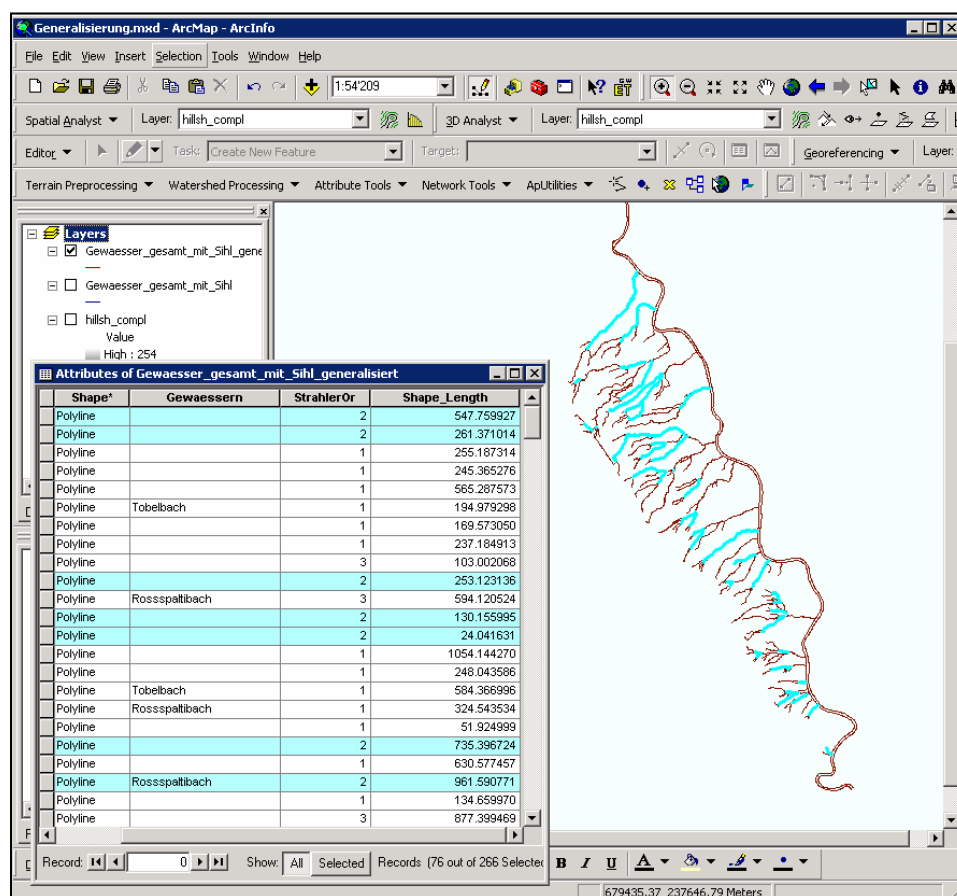 Generalisierung.mxd - ArcMap - ArcInfo
File Edit View Insert Selection Tools Window Help
1:54'209
Spatial Analyst Layer: hillsh_compl 3D Analyst Layer: hillsh_compl
Editor Task: Create New Feature Target: Georeferencing Layer:
Terrain Preprocessing Watershed Processing Attribute Tools Network Tools ApUtilities
Layers
Gewaesser_gesamt_mit_Sihl_gene
Gewaesser_gesamt_mit_Sihl
hillsh_compl
Value
High : 254
Attributes of Gewaesser_gesamt_mit_Sihl_generalisiert
Shape* Gewaessern StrahlerOr Shape_Length
Polyline 2 547.759927
Polyline 2 261.371014
Polyline 1 255.187314
Polyline 1 245.365276
Polyline 1 565.287573
Polyline Tobelbach 1 194.979298
Polyline 1 169.573050
Polyline 1 237.184913
Polyline 3 103.002068
Polyline 2 253.123136
Polyline Rossspaltibach 3 594.120524
Polyline 2 130.155995
Polyline 2 24.041631
Polyline 1 1054.144270
Polyline 1 248.043586
Polyline Tobelbach 1 584.366996
Polyline Rossspaltibach 1 324.543534
Polyline 1 51.924999
Polyline 2 735.396724
Polyline 1 630.577457
Polyline Rossspaltibach 2 961.590771
Polyline 1 134.659970
Polyline 3 877.399469
Record: 0 Show: All Selected Records (76 out of 266 Selected
B I U A
679435.37 237646.79 Meters